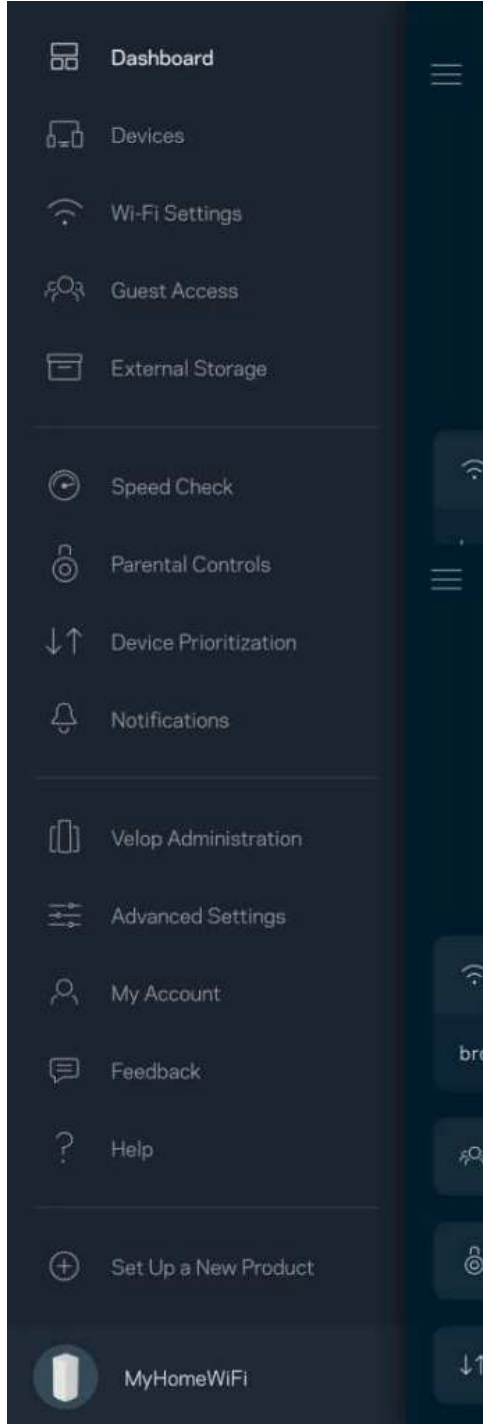 Dashboard
Devices
Wi-Fi Settings
Guest Access
External Storage
Speed Check
Parental Controls
Device Prioritization
Notifications
Velop Administration
Advanced Settings
My Account
Feedback
bro
Help
Set Up a New Product
MyHomeWiFi